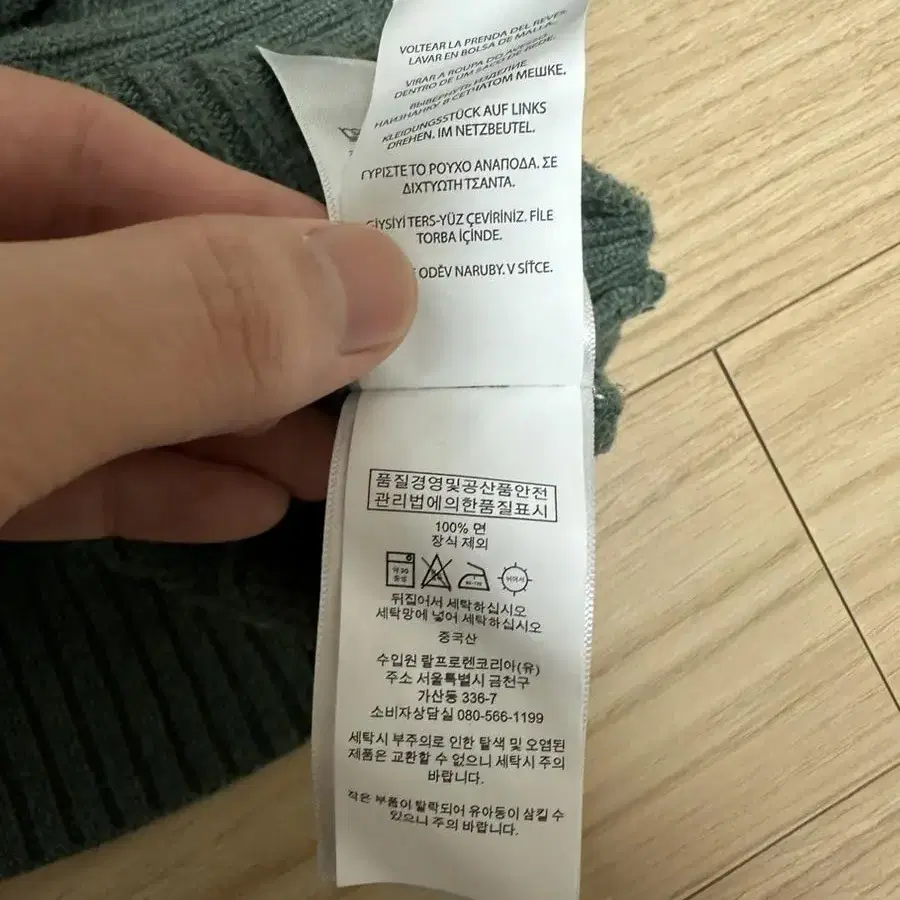 VOLTEAR LA PRENDA DEL REVÉS
LAVAR EN BOLSA DE MALLA.
VIRAR A ROUPA DO AVESSO
DENTRO DE UM SACO DE REDE.
ВЫВЕРНУТЬ ИЗДЕЛИЕ
НАИЗНАНКУ В СЕТЧАТОМ МЕШКЕ.
KLEIDUNGSSTÜCK AUF LINKS
DREHEN. IM NETZBEUTEL.
ΓΥΡΙΣΤΕ ΤΟ ΡΟΥΧΟ ΑΝΑΠΟΔΑ. ΣΕ
ΔΙΧΤΥΩΤΗ ΤΣΑΝΤΑ.
GİYSİYİ TERS-YÜZ ÇEVİRİNİZ. FİLE
TORBA İÇİNDE.
ODĚV NARUBY. V SÍŤCE.
품질경영및공산품안전
관리법에의한품질표시
100% 면
장식 제외
약 30
중성
뉘어서
뒤집어서 세탁하십시오
세탁망에 넣어 세탁하십시오
중국산
수입원 랄프로렌코리아(유)
주소 서울특별시 금천구
가산동 336-7
소비자상담실 080-566-1199
세탁시 부주의로 인한 탈색 및 오염된
제품은 교환할 수 없으니 세탁시 주의
바랍니다.
작은 부품이 탈락되어 유아동이 삼킬 수
있으니 주의 바랍니다.